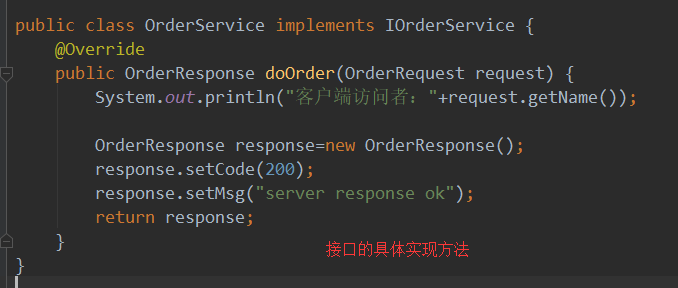 public class OrderService implements IOrderService {
@Override
public OrderResponse doOrder(OrderRequest request) {
System.out.println("客户端访问者："+request.getName());
OrderResponse response=new OrderResponse();
response.setCode(200);
response.setMsg("server response ok");
return response;
}
接口的具体实现方法
}